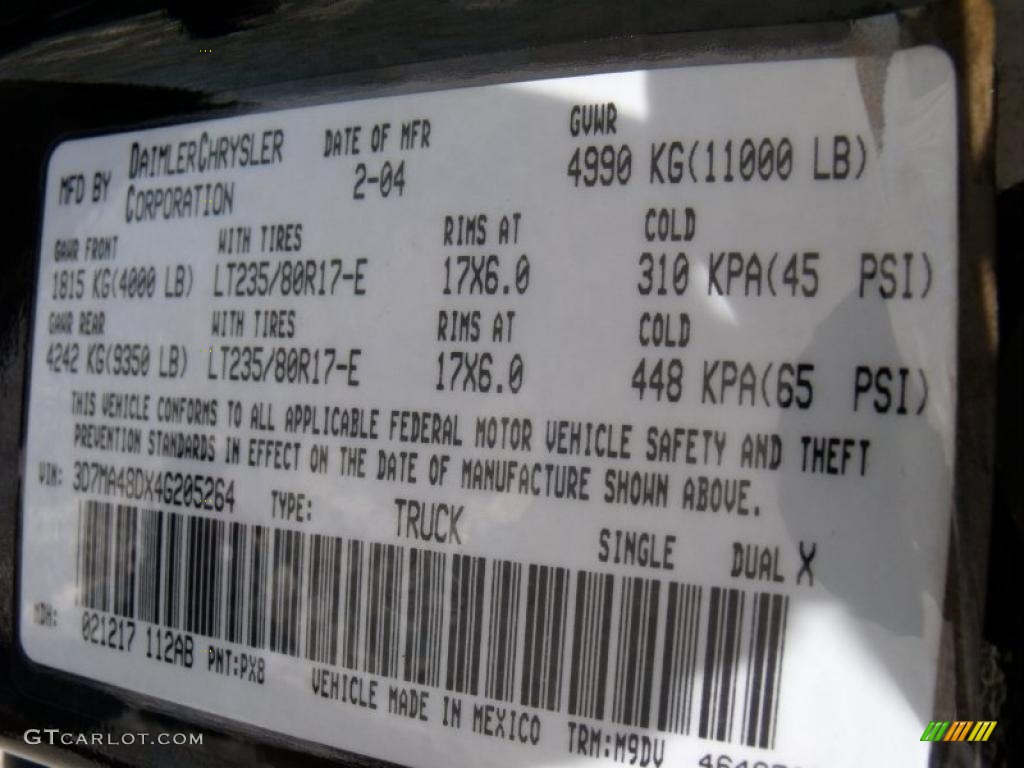 MFD BY DAIMLERCHRYSLER CORPORATION DATE OF MFR 2-04 GVWR 4990 KG(11000 LB)
GAWR FRONT WITH TIRES RIMS AT COLD
1815 KG(4000 LB) LT235/80R17-E 17X6.0 310 KPA(45 PSI)
GAWR REAR WITH TIRES RIMS AT COLD
4242 KG(9350 LB) LT235/80R17-E 17X6.0 448 KPA(65 PSI)
THIS VEHICLE CONFORMS TO ALL APPLICABLE FEDERAL MOTOR VEHICLE SAFETY AND THEFT
PREVENTION STANDARDS IN EFFECT ON THE DATE OF MANUFACTURE SHOWN ABOVE.
VIN: 3D7MA48DX4G205264 TYPE: TRUCK SINGLE DUAL X
MDH: 021217 112AB PNT:PX8 VEHICLE MADE IN MEXICO TRM:M9DV
GTCARLOT.COM